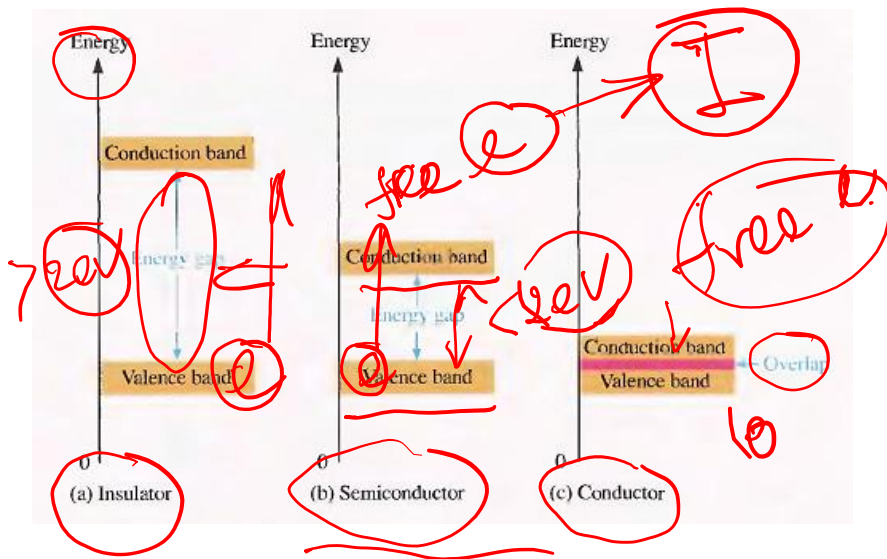 Energy Energy Energy
I
free e
Conduction band
free
>2eV
Energy gap
Conduction band
<2eV
Energy gap
e
Valence band
e
Valence band
Conduction band
Overlap
Valence band
0 0 0
(a) Insulator (b) Semiconductor (c) Conductor